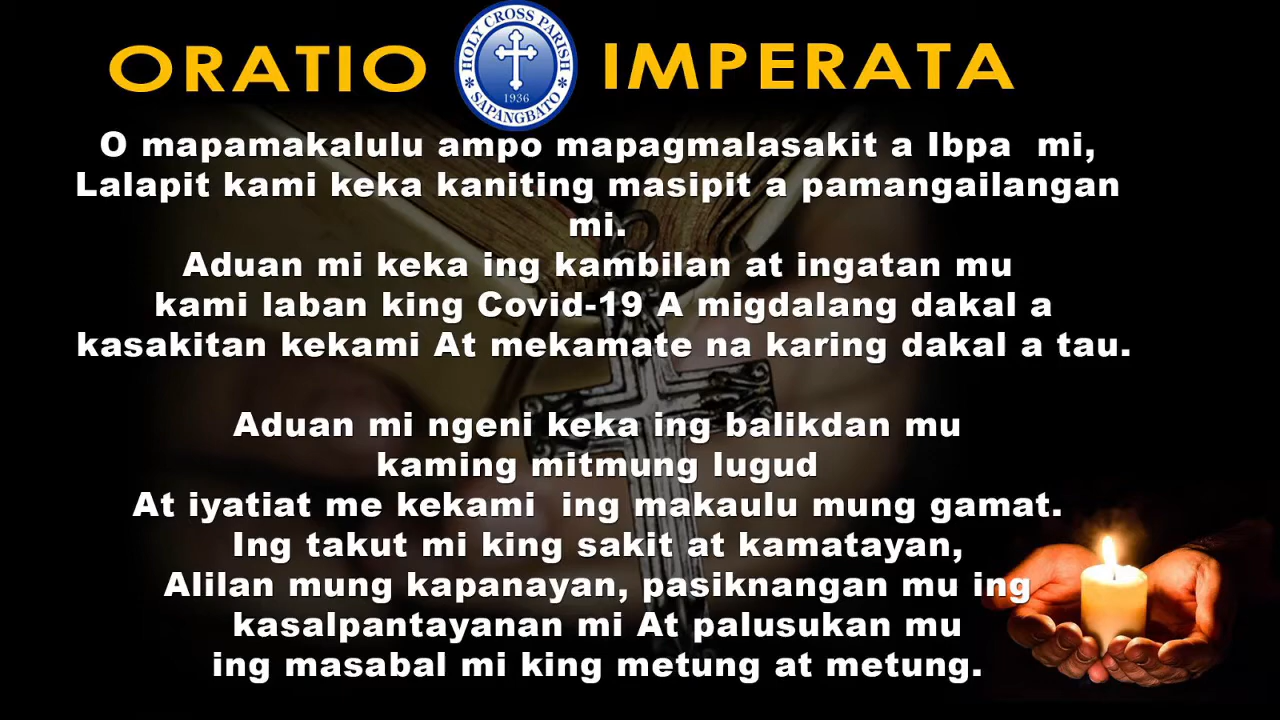 ORATIO IMPERATA
HOLY CROSS PARISH
1936
SAPANGBATO
O mapamakalulu ampo mapagmalasakit a Ibpa mi,
Lalapit kami keka kaniting masipit a pamangailangan
mi.
Aduan mi keka ing kambilan at ingatan mu
kami laban king Covid-19 A migdalang dakal a
kasakitan kekami At mekamate na karing dakal a tau.
Aduan mi ngeni keka ing balikdan mu
kaming mitmung lugud
At iyatiat me kekami ing makaulu mung gamat.
Ing takut mi king sakit at kamatayan,
Alilan mung kapanayan, pasiknangan mu ing
kasalpantayanan mi At palusukan mu
ing masabal mi king metung at metung.